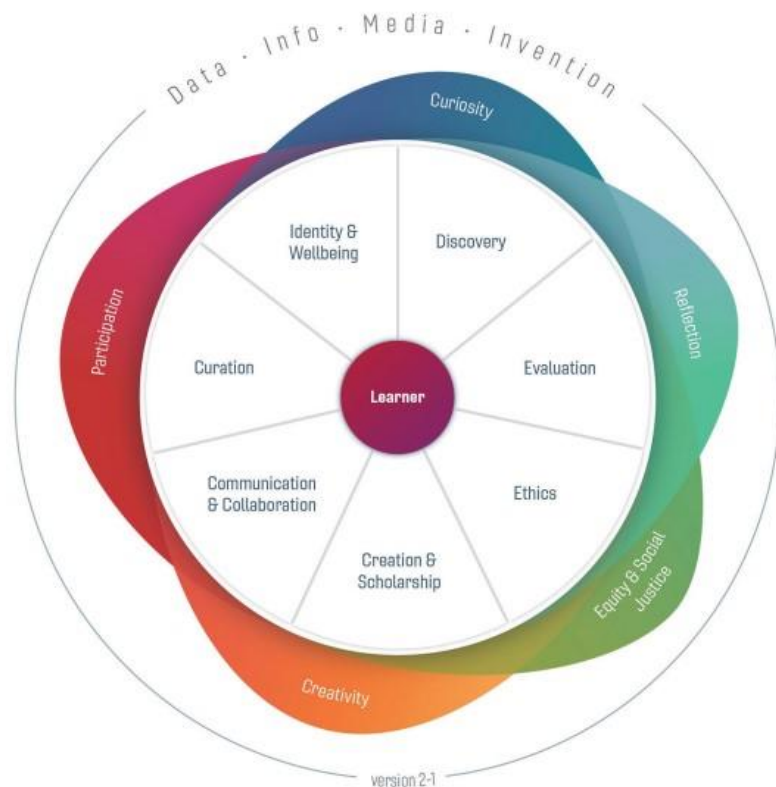 Data · Info · Media · Invention
Curiosity
Reflection
Equity & Social
Justice
Creativity
Participation
Identity &
Wellbeing
Discovery
Evaluation
Ethics
Creation &
Scholarship
Communication
& Collaboration
Curation
Learner
version 2-1